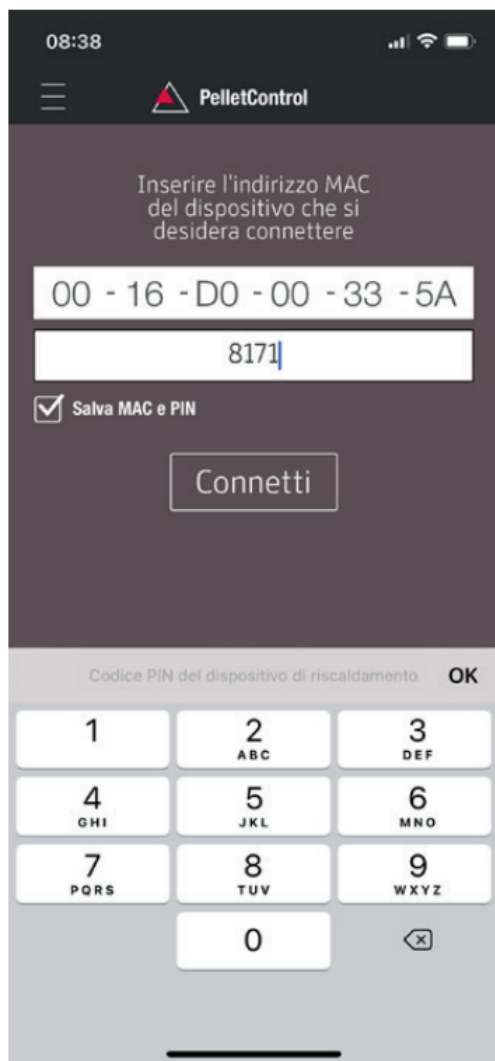 08:38
PelletControl
Inserire l'indirizzo MAC
del dispositivo che si
desidera connettere
00 - 16 - D0 - 00 - 33 - 5A
8171
Salva MAC e PIN
Connetti
Codice PIN del dispositivo di riscaldamento OK
1 2 ABC 3 DEF
4 GHI 5 JKL 6 MNO
7 PQRS 8 TUV 9 WXYZ
0